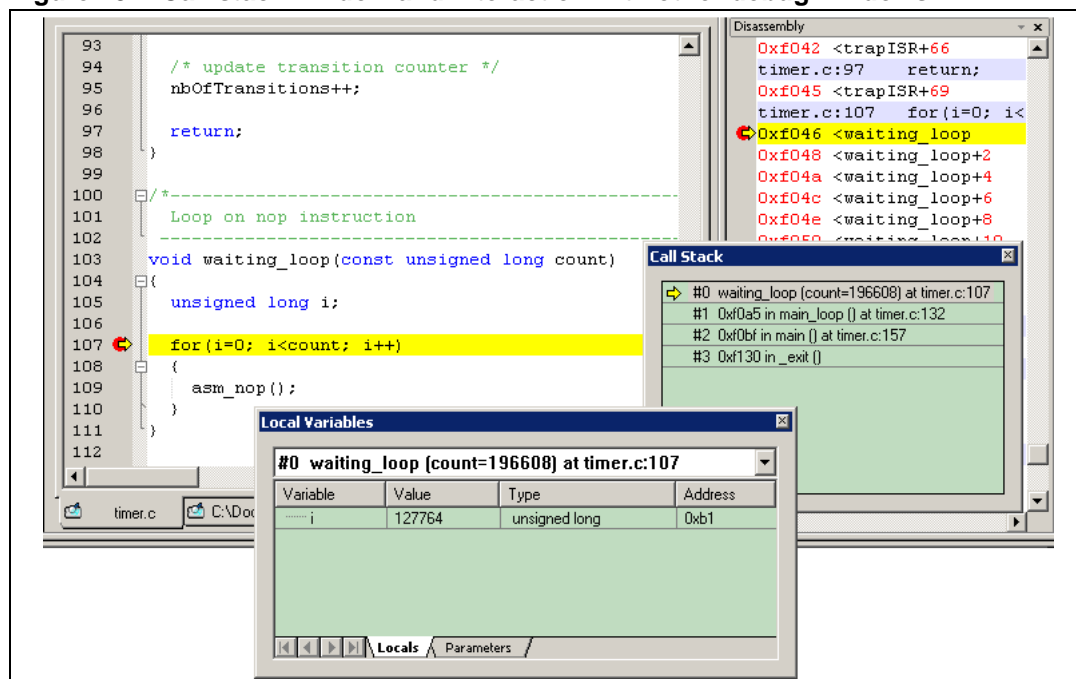 93
94 /* update transition counter */
95 nbOfTransitions++;
96
97 return;
98 }
99
100 /*-----------------------------------------------
101 Loop on nop instruction
102 -----------------------------------------------
103 void waiting_loop(const unsigned long count)
104 {
105 unsigned long i;
106
107 for(i=0; i<count; i++)
108 {
109 asm_nop();
110 }
111 }
112
timer.c C:\Doc
Disassembly
0xf042 <trapISR+66
timer.c:97 return;
0xf045 <trapISR+69
timer.c:107 for(i=0; i<
0xf046 <waiting_loop
0xf048 <waiting_loop+2
0xf04a <waiting_loop+4
0xf04c <waiting_loop+6
0xf04e <waiting_loop+8
0xf050 <waiting_loop+10
Call Stack
#0 waiting_loop (count=196608) at timer.c:107
#1 0xf0a5 in main_loop () at timer.c:132
#2 0xf0bf in main () at timer.c:157
#3 0xf130 in _exit ()
Local Variables
#0 waiting_loop (count=196608) at timer.c:107
Variable Value Type Address
i 127764 unsigned long 0xb1
Locals Parameters